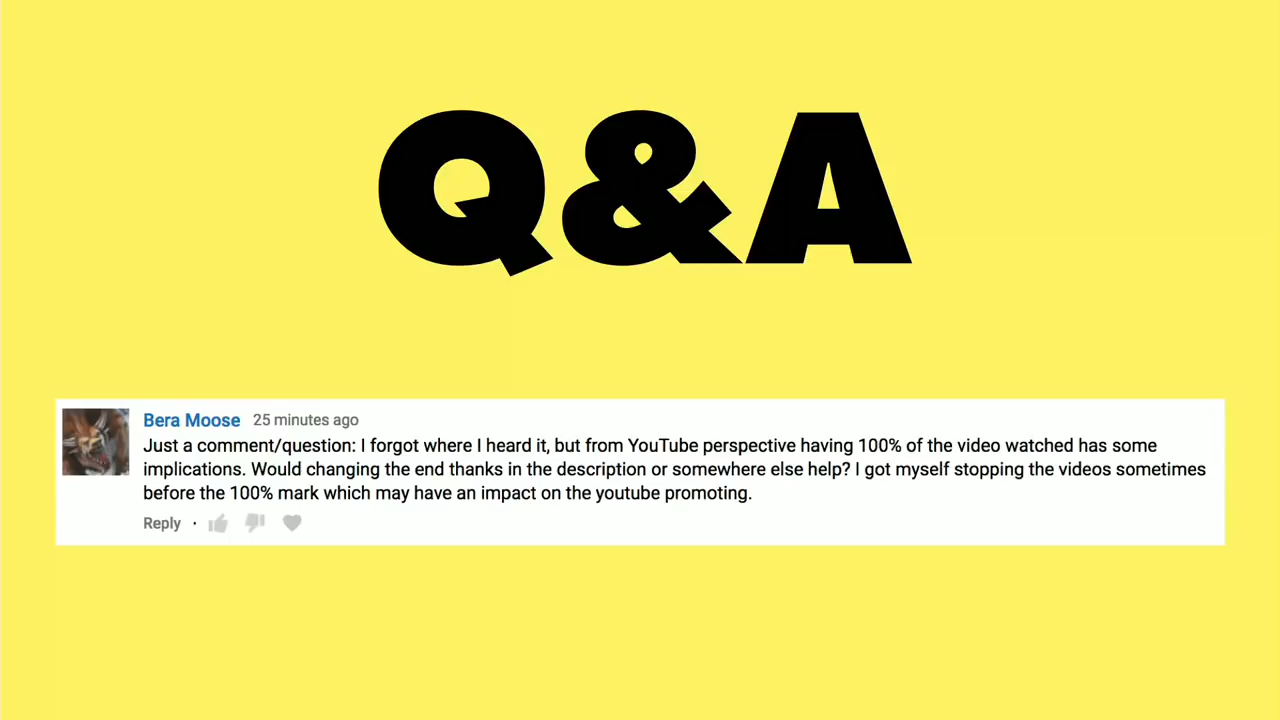 Q&A
Bera Moose 25 minutes ago
Just a comment/question: I forgot where I heard it, but from YouTube perspective having 100% of the video watched has some
implications. Would changing the end thanks in the description or somewhere else help? I got myself stopping the videos sometimes
before the 100% mark which may have an impact on the youtube promoting.
Reply ·